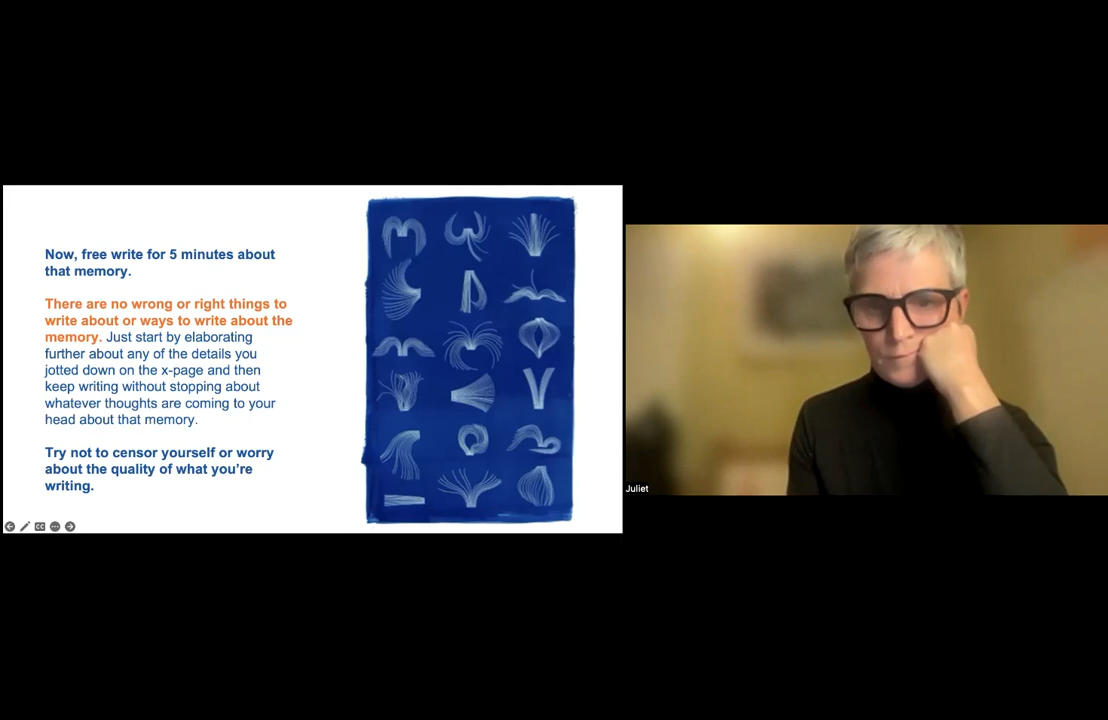 Now, free write for 5 minutes about
that memory.
There are no wrong or right things to
write about or ways to write about the
memory. Just start by elaborating
further about any of the details you
jotted down on the x-page and then
keep writing without stopping about
whatever thoughts are coming to your
head about that memory.
Try not to censor yourself or worry
about the quality of what you’re
writing.
CC
Juliet